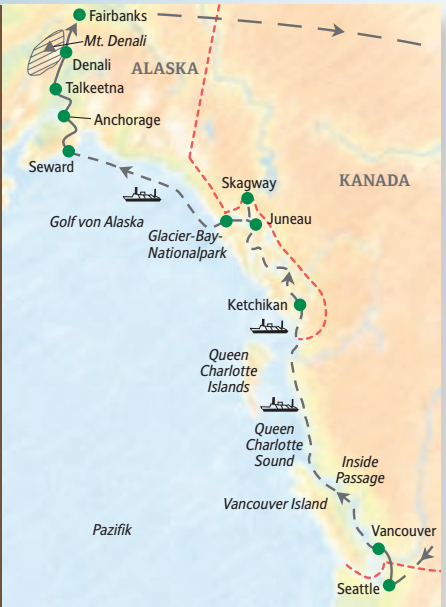 Fairbanks
Mt. Denali
Denali
ALASKA
Talkeetna
Anchorage
Seward
Skagway
KANADA
Golf von Alaska
Juneau
Glacier-Bay-
Nationalpark
Ketchikan
Queen
Charlotte
Islands
Queen
Charlotte
Sound
Inside
Passage
Vancouver Island
Pazifik
Vancouver
Seattle